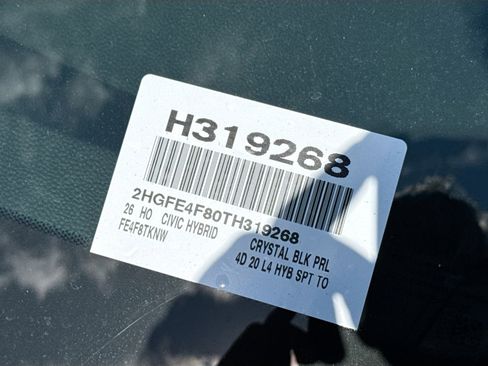 H319268
2HGFE4F80TH319268
26 HO CIVIC HYBRID CRYSTAL BLK PRL
FE4F8TKNW 4D 20 L4 HYB SPT TO